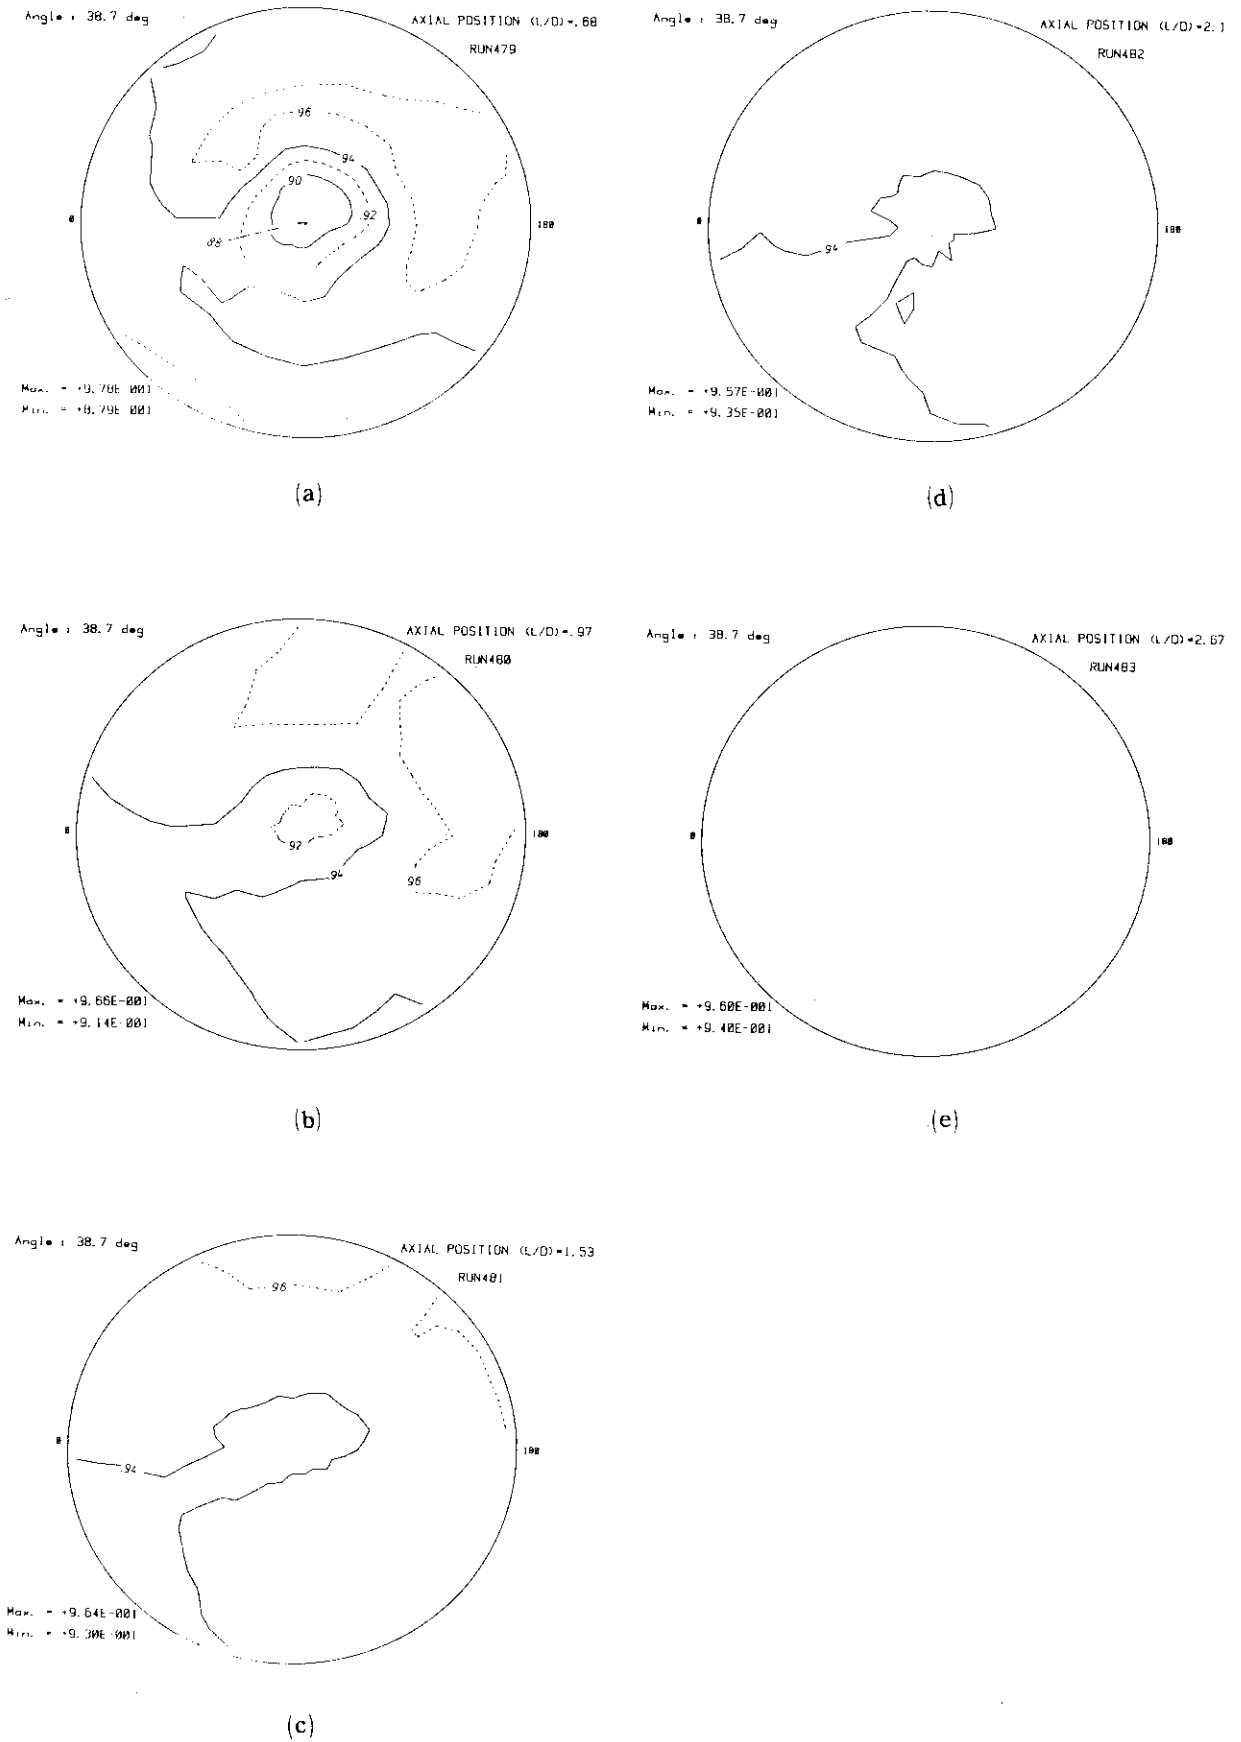 Angle : 38.7 deg
AXIAL POSITION (L/D)=.68
RUN479
96
94
90
.92
88
0
180
Max. = +9.78E-001
Min. = +8.79E-001
(a)
Angle : 38.7 deg
AXIAL POSITION (L/D)=2.1
RUN482
0
180
.94
Max. = +9.57E-001
Min. = +9.35E-001
(d)
Angle : 38.7 deg
AXIAL POSITION (L/D)=.97
RUN480
0
180
92
.94
96
Max. = +9.66E-001
Min. = +9.14E-001
(b)
Angle : 38.7 deg
AXIAL POSITION (L/D)=2.67
RUN483
0
180
Max. = +9.60E-001
Min. = +9.40E-001
(e)
Angle : 38.7 deg
AXIAL POSITION (L/D)=1.53
RUN481
.96
0
180
.94
Max. = +9.64E-001
Min. = +9.30E-001
(c)